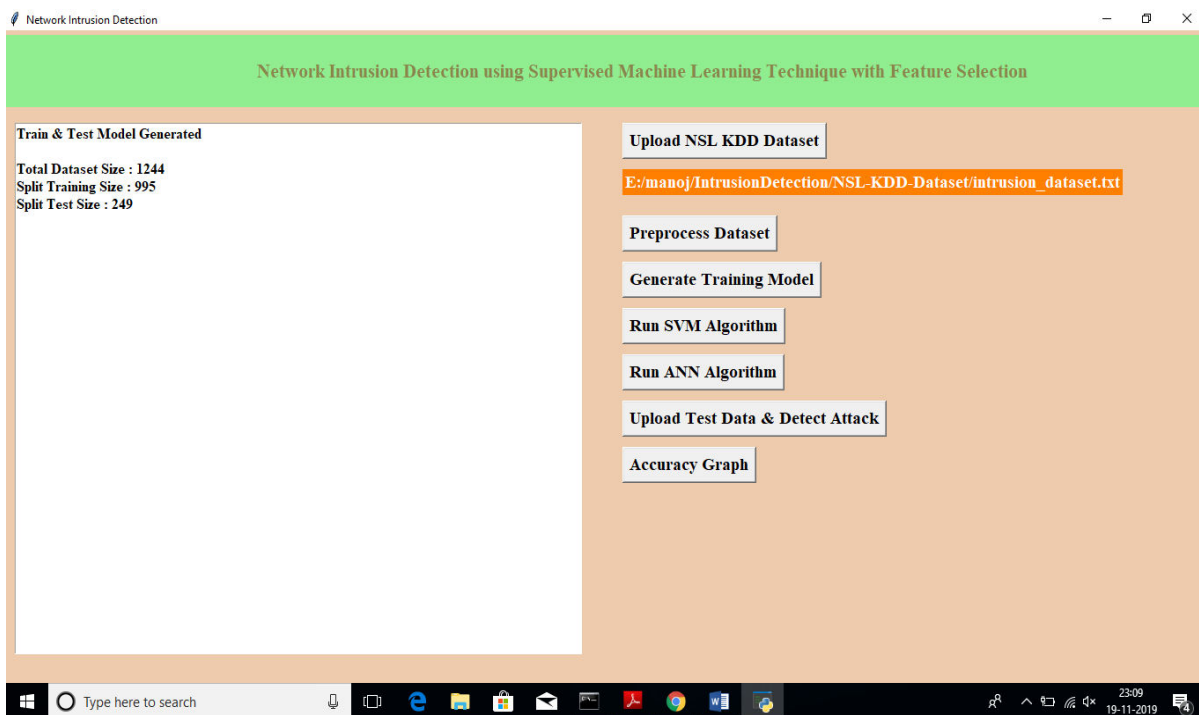 Network Intrusion Detection
Network Intrusion Detection using Supervised Machine Learning Technique with Feature Selection
Train & Test Model Generated
Total Dataset Size : 1244
Split Training Size : 995
Split Test Size : 249
Upload NSL KDD Dataset
E:/manoj/IntrusionDetection/NSL-KDD-Dataset/intrusion_dataset.txt
Preprocess Dataset
Generate Training Model
Run SVM Algorithm
Run ANN Algorithm
Upload Test Data & Detect Attack
Accuracy Graph
Type here to search
23:09
19-11-2019
4